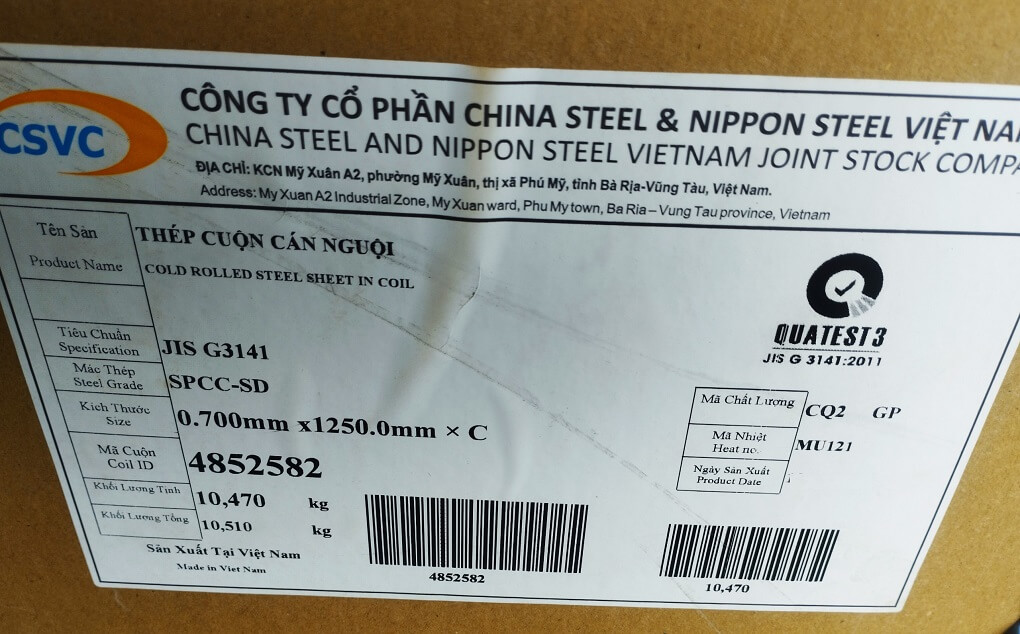 CSVC
CÔNG TY CỔ PHẦN CHINA STEEL & NIPPON STEEL VIỆT
CHINA STEEL AND NIPPON STEEL VIETNAM JOINT STOCK
ĐỊA CHỈ: KCN Mỹ Xuân A2, phường Mỹ Xuân, thị xã Phú Mỹ, tỉnh Bà Rịa-Vũng Tàu, Việt Nam.
Address: My Xuan A2 Industrial Zone, My Xuan ward, Phu My town, Ba Ria – Vung Tau province, Vietnam
Tên Sản
Product Name
THÉP CUỘN CÁN NGUỘI
COLD ROLLED STEEL SHEET IN COIL
QUATEST 3
JIS G 3141:2011
Tiêu Chuẩn
Specification
JIS G3141
Mác Thép
Steel Grade
SPCC-SD
Kích Thước
Size
0.700mm x1250.0mm × C
Mã Cuộn
Coil ID
4852582
Khối Lượng Tịnh
10,470 kg
Khối Lượng Tổng
10,510 kg
Mã Chất Lượng
CQ2 GP
Mã Nhiệt
Heat no.
MU121
Ngày Sản Xuất
Product Date
Sản Xuất Tại Việt Nam
Made in Viet Nam
4852582
10,470